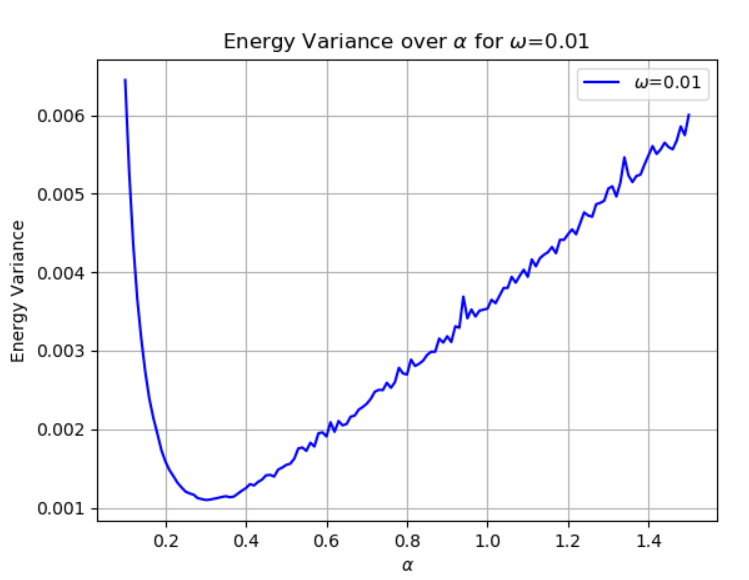 Energy Variance over α for ω=0.01
ω=0.01
Energy Variance
0.006
0.005
0.004
0.003
0.002
0.001
0.2 0.4 0.6 0.8 1.0 1.2 1.4
α